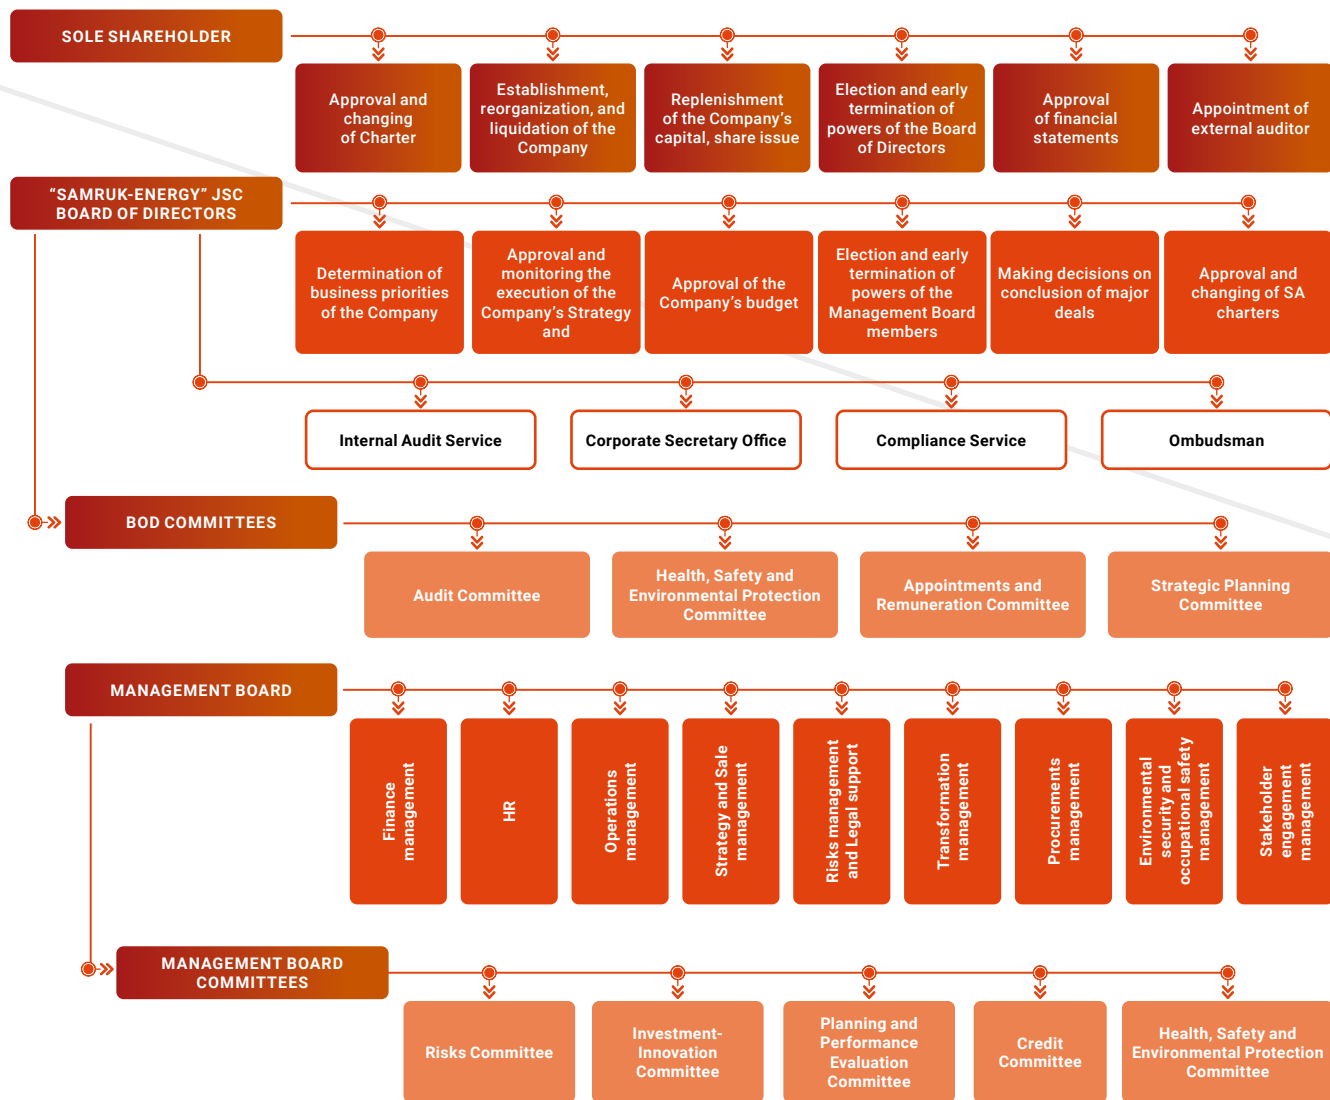 SOLE SHAREHOLDER
Approval and
changing
of Charter
Establishment,
reorganization, and
liquidation of the
Company
Replenishment
of the Company's
capital, share issue
Election and early
termination of
powers of the Board
of Directors
Approval
of financial
statements
Appointment of
external auditor
“SAMRUK-ENERGY” JSC
BOARD OF DIRECTORS
Determination of
business priorities
of the Company
Approval and
monitoring the
execution of the
Company's Strategy
and
Approval of the
Company's budget
Election and early
termination of
powers of the
Management Board
members
Making decisions on
conclusion of major
deals
Approval and
changing of SA
charters
Internal Audit Service
Corporate Secretary Office
Compliance Service
Ombudsman
BOD COMMITTEES
Audit Committee
Health, Safety and
Environmental Protection
Committee
Appointments and
Remuneration Committee
Strategic Planning
Committee
MANAGEMENT BOARD
Finance
management
HR
Operations
management
Strategy and Sale
management
Risks management
and Legal support
Transformation
management
Procurements
management
Environmental
security and
occupational safety
management
Stakeholder
engagement
management
MANAGEMENT BOARD
COMMITTEES
Risks Committee
Investment-
Innovation
Committee
Planning and
Performance
Evaluation
Committee
Credit
Committee
Health, Safety and
Environmental Protection
Committee